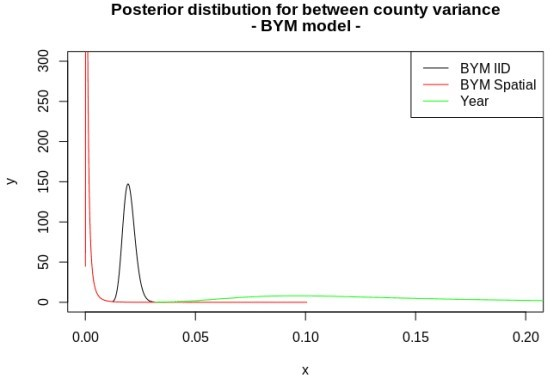 Posterior distibution for between county variance
- BYM model -
BYM IID
BYM Spatial
Year
300
250
200
150
100
50
0
y
0.00 0.05 0.10 0.15 0.20
x